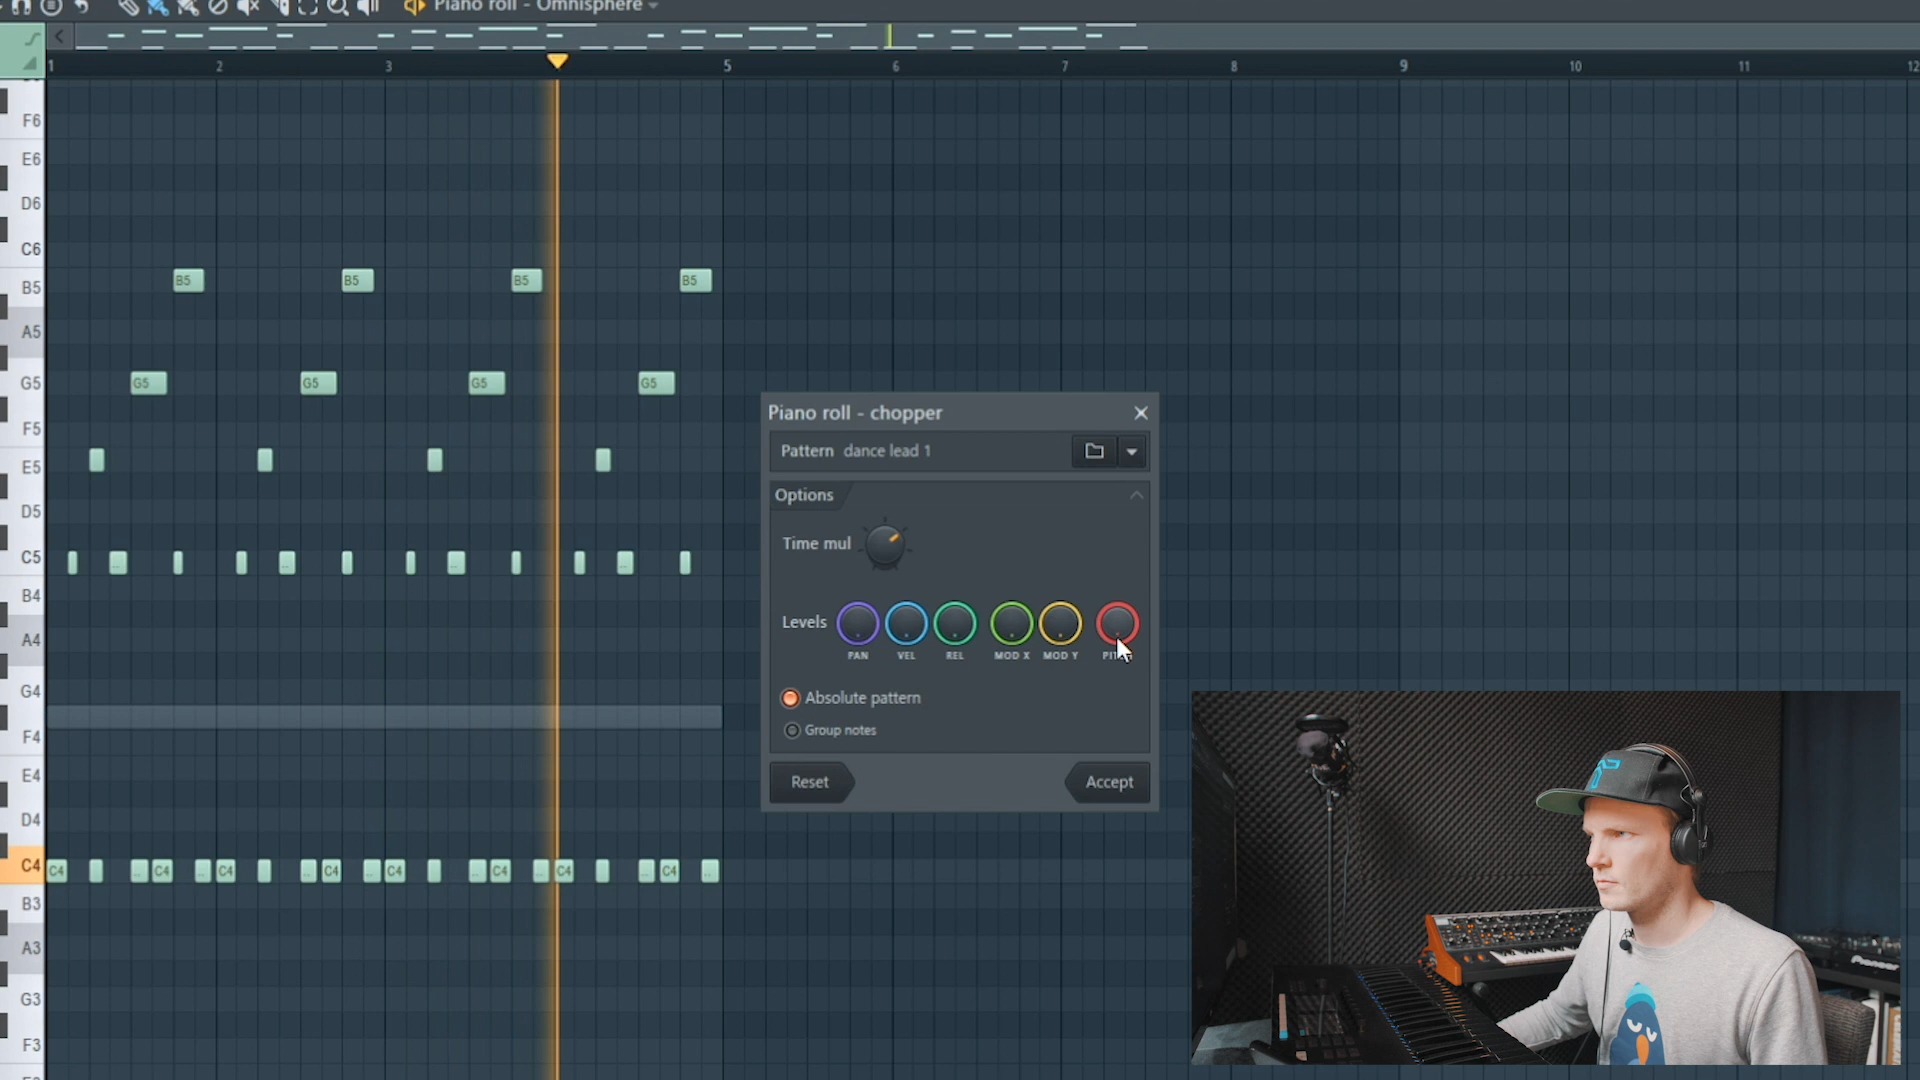 Piano roll - Omnisphere
1 2 3 5 6 7 8 9 10 11 12
F6
E6
D6
C6
B5 B5 B5 B5 B5
A5
G5 G5 G5 G5 G5
F5
E5
D5
C5
B4
A4
G4
F4
E4
D4
C4 C4 C4 C4 C4 C4 C4 C4 C4
B3
A3
G3
F3
Piano roll - chopper
Pattern dance lead 1
Options
Time mul
Levels
PAN VEL REL MOD X MOD Y
Absolute pattern
Group notes
Reset Accept
Pioneer